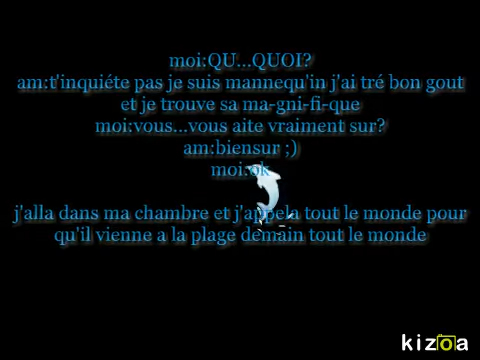 moi:QU...QUOI?
am:t'inquiéte pas je suis mannequ'in j'ai tré bon gout
et je trouve sa ma-gni-fi-que
moi:vous...vous aite vraiment sur?
am:biensur ;)
moi:ok
j'alla dans ma chambre et j'appela tout le monde pour
qu'il vienne a la plage demain tout le monde
kizoa